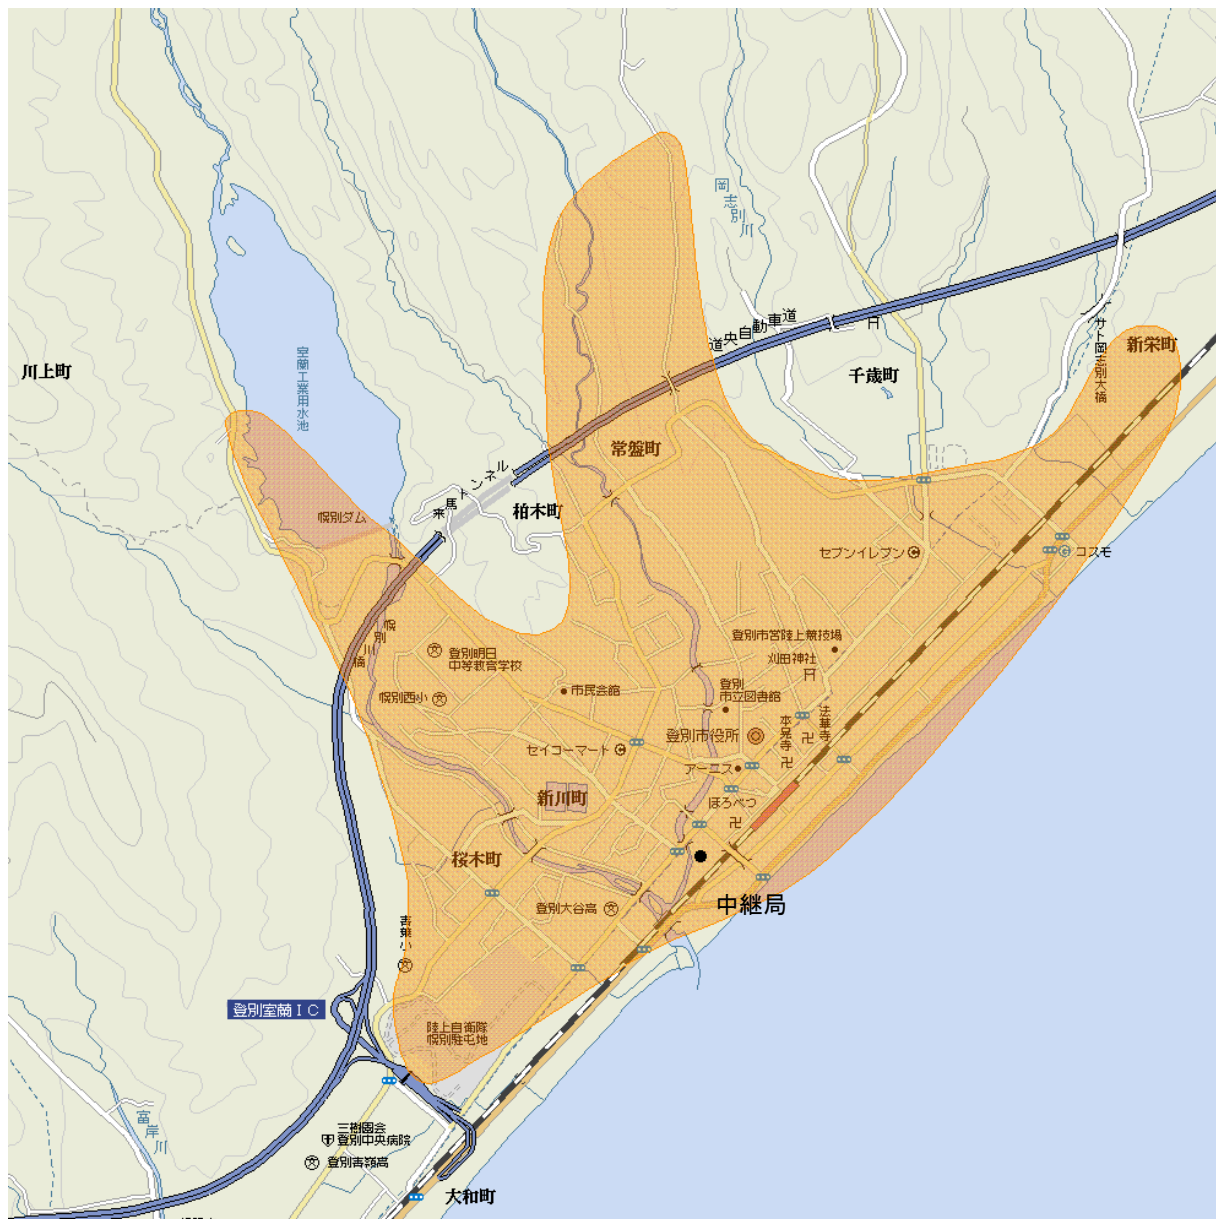 岡志別川
道央自動車道
サト岡志別大橋
新栄町
川上町
室蘭工業用水池
千歳町
常盤町
来馬トンネル
柏木町
幌別ダム
セブンイレブン
コスモ
幌別川橋
登別明日
中等教育学校
登別市営陸上競技場
刈田神社
幌別西小
市民会館
登別
市立図書館
法華寺
本晃寺
登別市役所
セイコーマート
アーニス
新川町
ほろべつ
桜木町
中継局
登別大谷高
青葉小
登別室蘭IC
陸上自衛隊
幌別駐屯地
富岸川
三樹園会
登別中央病院
登別青嶺高
大和町